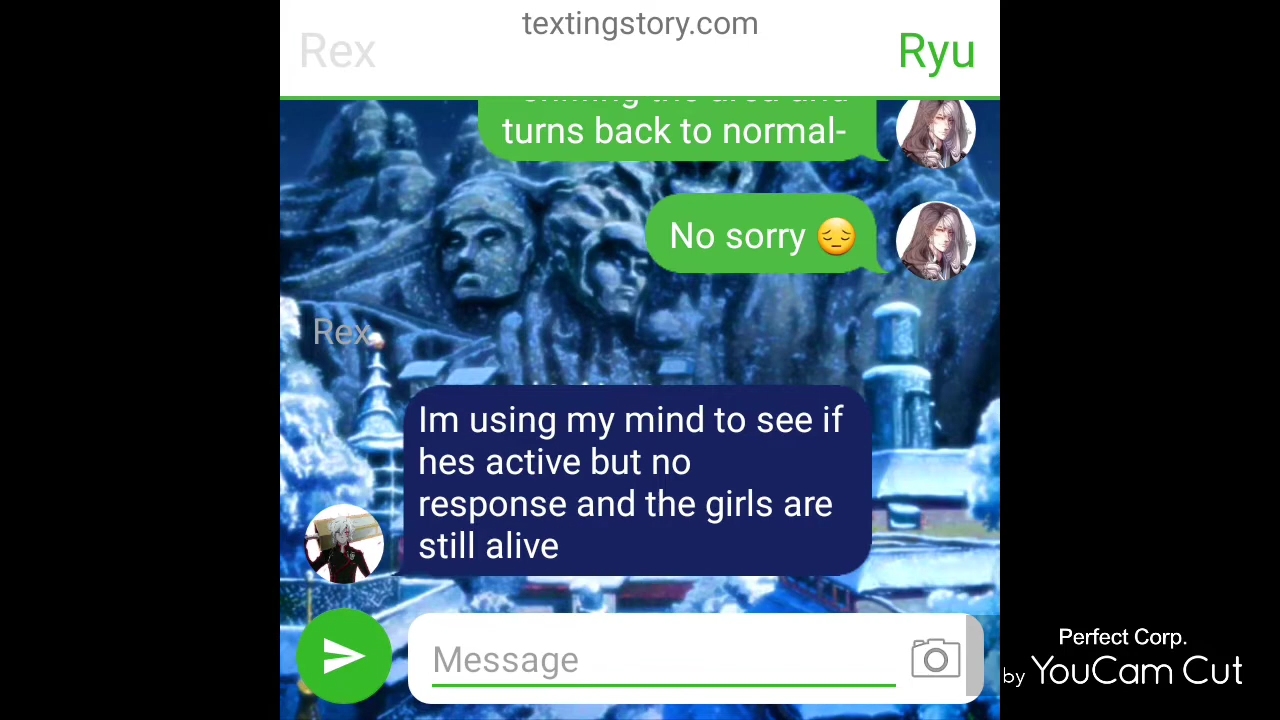 textingstory.com
Rex
Ryu
turns back to normal-
No sorry 😔
Rex
Im using my mind to see if
hes active but no
response and the girls are
still alive
Message
Perfect Corp.
by YouCam Cut